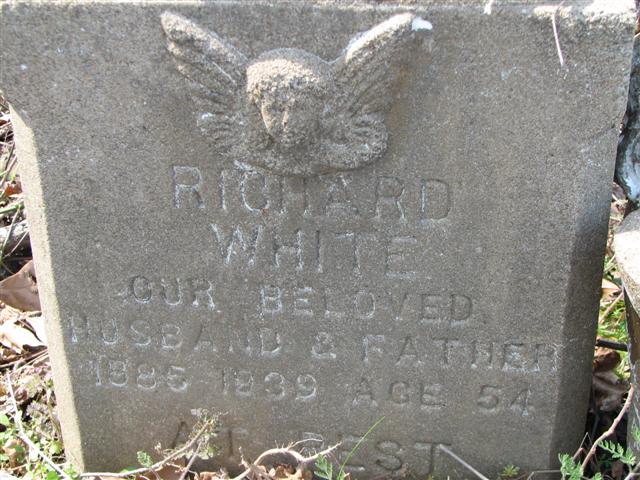 RICHARD
WHITE
OUR BELOVED
HUSBAND & FATHER
1885 1939 AGE 54
AT REST